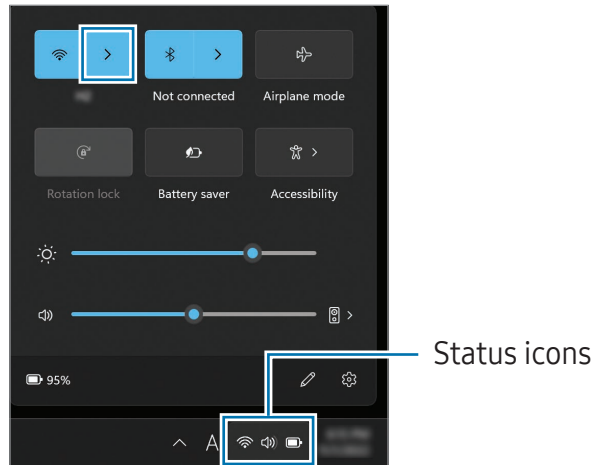 Not connected
Airplane mode
Rotation lock
Battery saver
Accessibility
Status icons
95%
A